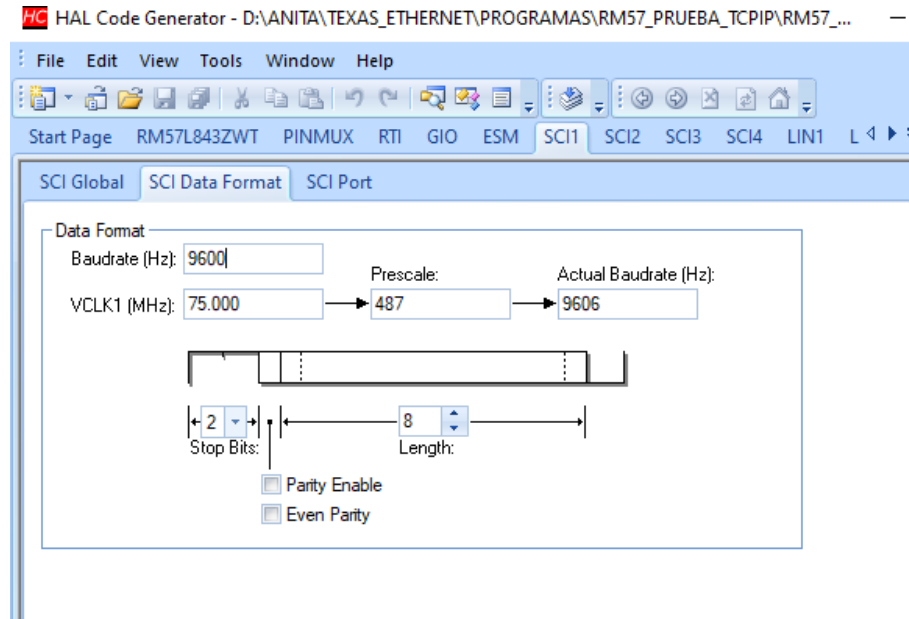 HC HAL Code Generator - D:\ANITA\TEXAS_ETHERNET\PROGRAMAS\RM57_PRUEBA_TCPIP\RM57_...
File Edit View Tools Window Help
Start Page RM57L843ZWT PINMUX RTI GIO ESM SCI1 SCI2 SCI3 SCI4 LIN1 L
SCI Global SCI Data Format SCI Port
Data Format
Baudrate (Hz): 9600
Prescale: Actual Baudrate (Hz):
VCLK1 (MHz): 75.000 487 9606
2 8
Stop Bits: Length:
Parity Enable
Even Parity